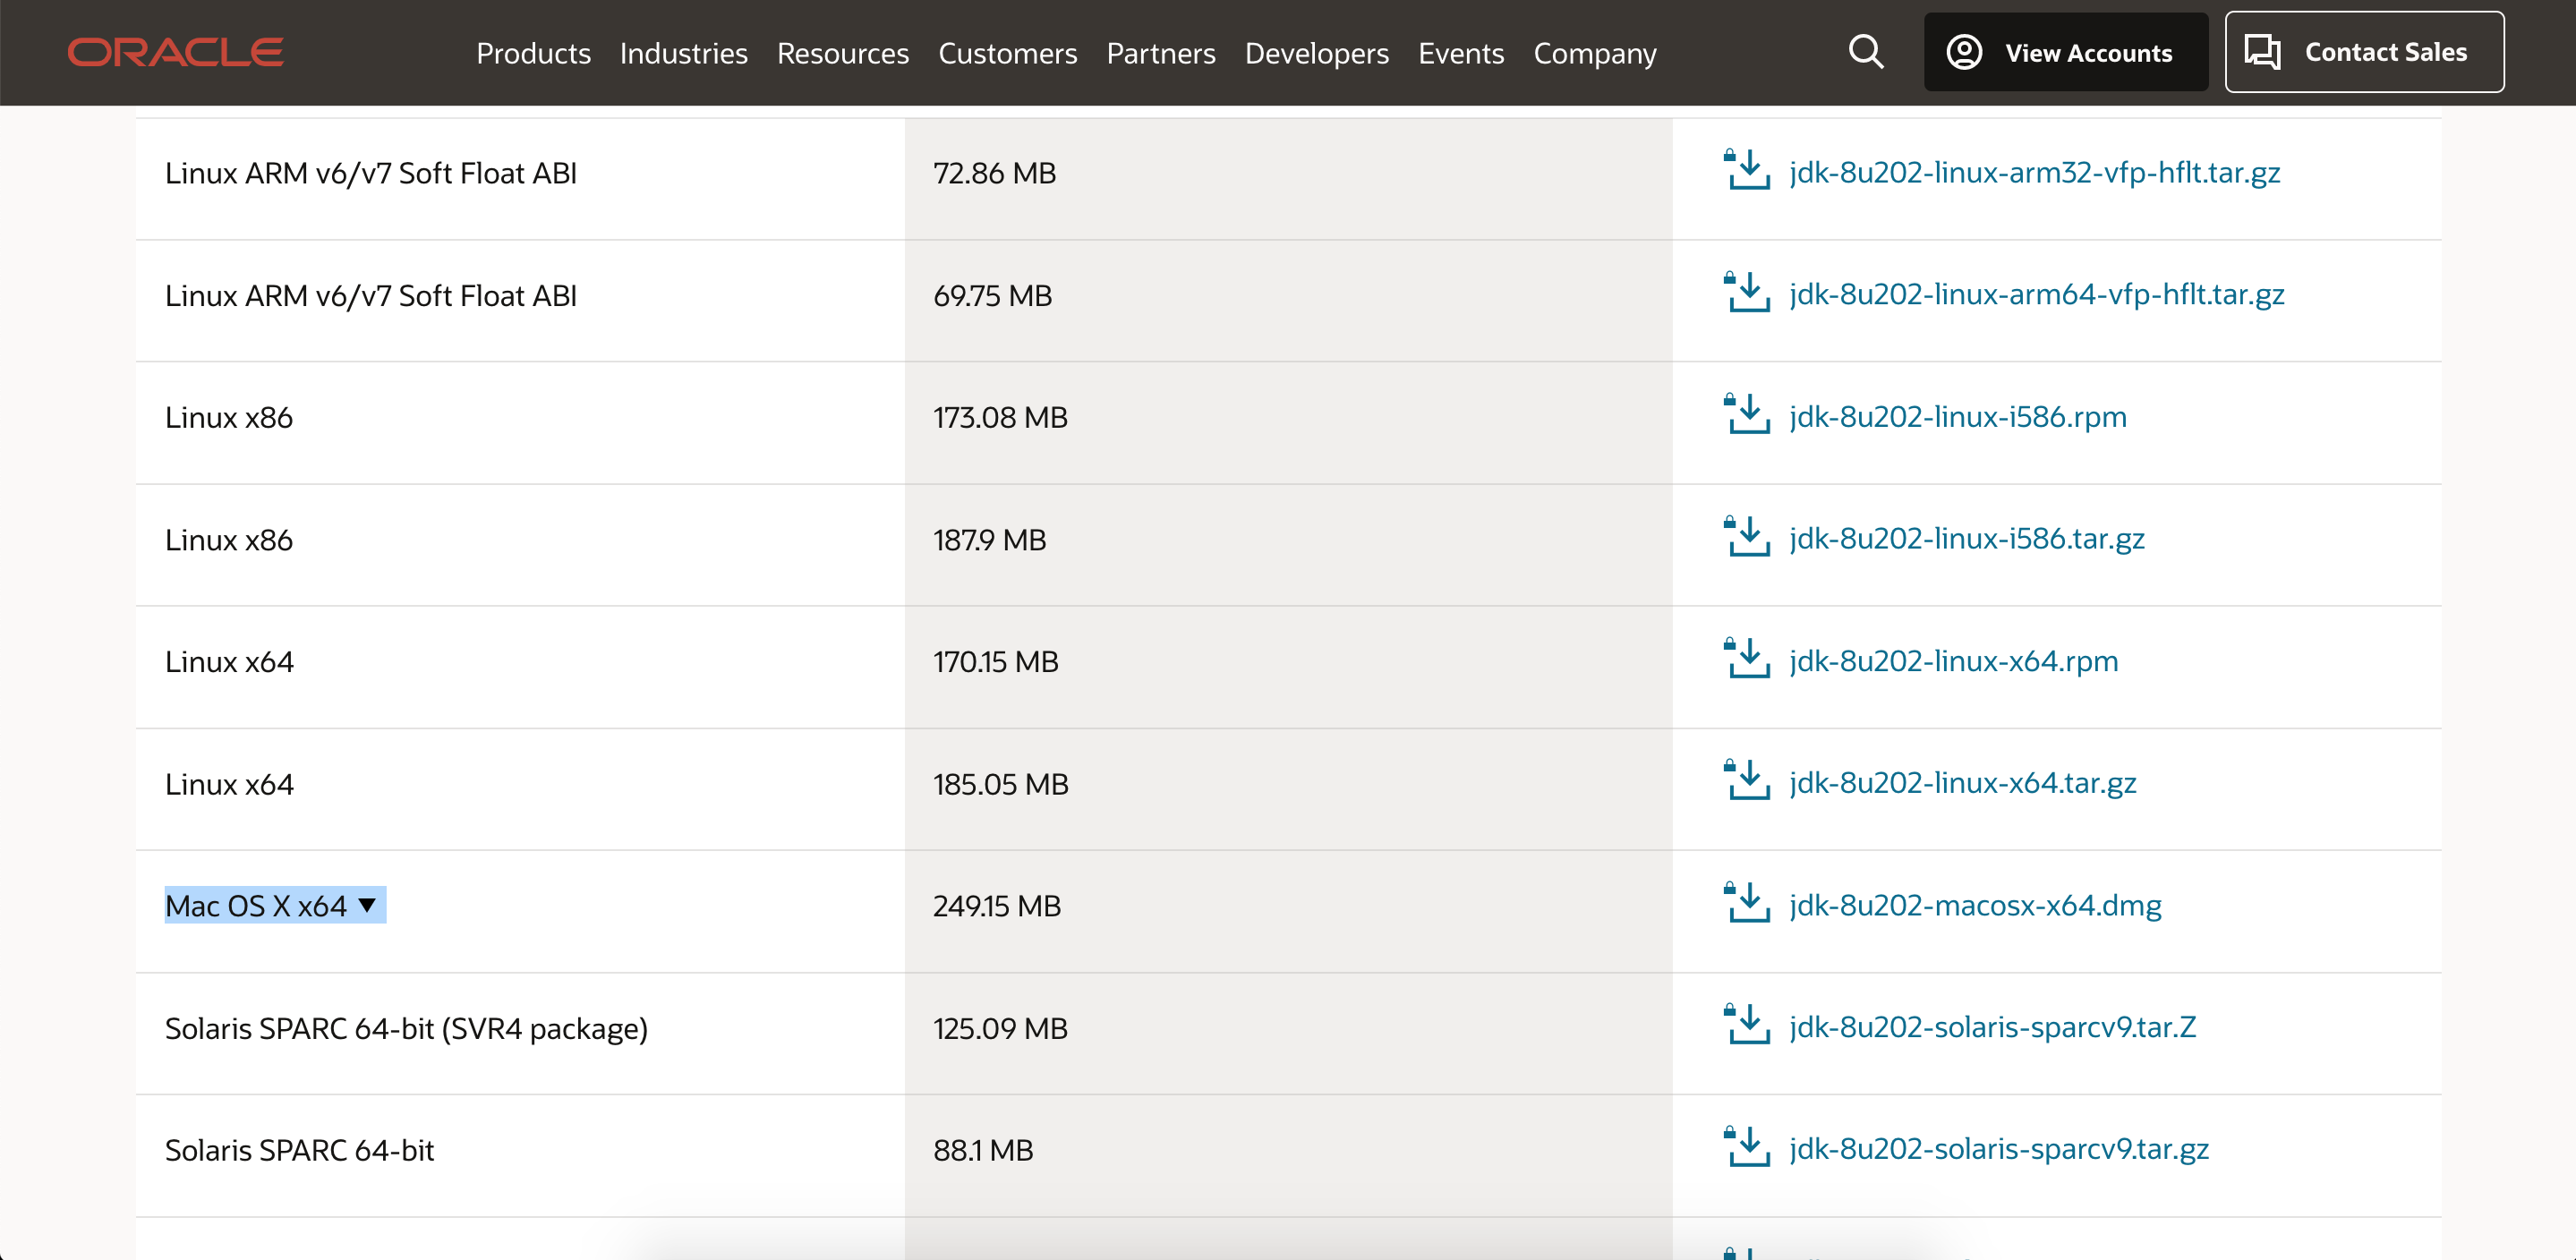 ORACLE Products Industries Resources Customers Partners Developers Events Company View Accounts Contact Sales
Linux ARM v6/v7 Soft Float ABI 72.86 MB jdk-8u202-linux-arm32-vfp-hflt.tar.gz
Linux ARM v6/v7 Soft Float ABI 69.75 MB jdk-8u202-linux-arm64-vfp-hflt.tar.gz
Linux x86 173.08 MB jdk-8u202-linux-i586.rpm
Linux x86 187.9 MB jdk-8u202-linux-i586.tar.gz
Linux x64 170.15 MB jdk-8u202-linux-x64.rpm
Linux x64 185.05 MB jdk-8u202-linux-x64.tar.gz
Mac OS X x64 ▼ 249.15 MB jdk-8u202-macosx-x64.dmg
Solaris SPARC 64-bit (SVR4 package) 125.09 MB jdk-8u202-solaris-sparcv9.tar.Z
Solaris SPARC 64-bit 88.1 MB jdk-8u202-solaris-sparcv9.tar.gz